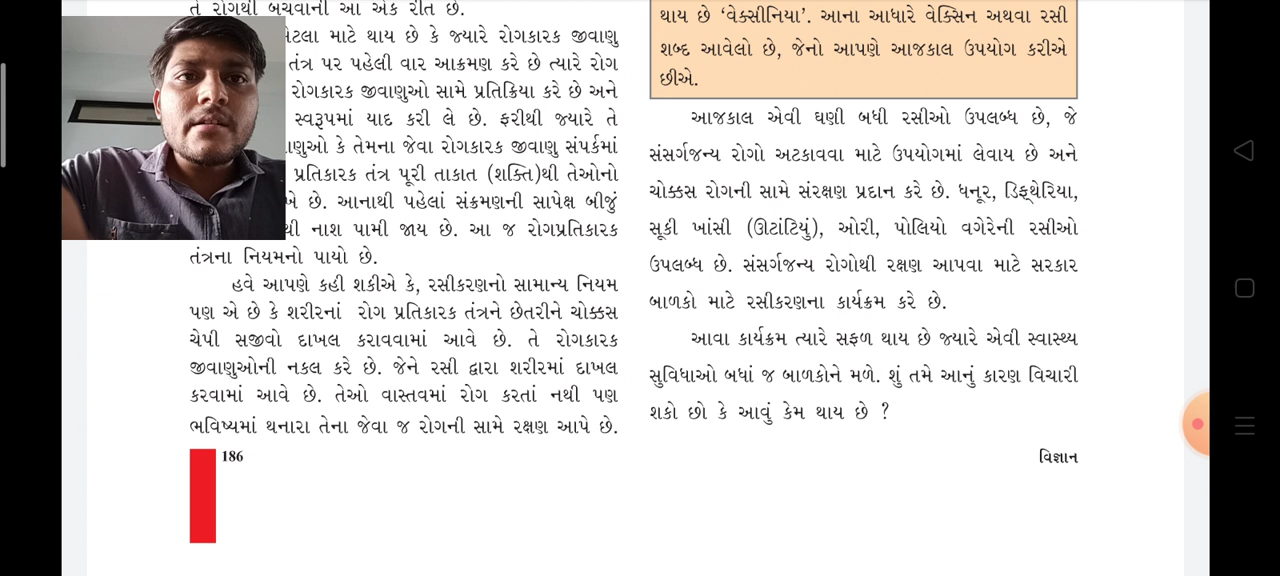 તે રોગથી બચવાની આ એક રીત છે.
માટે થાય છે કે જ્યારે રોગકારક જીવાણુ
તંત્ર પર પહેલી વાર આક્રમણ કરે છે ત્યારે રોગ
રોગકારક જીવાણુઓ સામે પ્રતિક્રિયા કરે છે અને
સ્વરૂપમાં યાદ કરી લે છે. ફરીથી જ્યારે તે
કે તેમના જેવા રોગકારક જીવાણુ સંપર્કમાં
પ્રતિકારક તંત્ર પૂરી તાકાત (શક્તિ)થી તેઓનો
છે. આનાથી પહેલાં સંક્રમણની સાપેક્ષ બીજું
નાશ પામી જાય છે. આ જ રોગપ્રતિકારક
તંત્રના નિયમનો પાયો છે.
હવે આપણે કહી શકીએ કે, રસીકરણનો સામાન્ય નિયમ
પણ એ છે કે શરીરનાં રોગ પ્રતિકારક તંત્રને છેતરીને ચોક્કસ
ચેપી સજીવો દાખલ કરાવવામાં આવે છે. તે રોગકારક
જીવાણુઓની નકલ કરે છે. જેને રસી દ્વારા શરીરમાં દાખલ
કરવામાં આવે છે. તેઓ વાસ્તવમાં રોગ કરતાં નથી પણ
ભવિષ્યમાં થનારા તેના જેવા જ રોગની સામે રક્ષણ આપે છે.
થાય છે ‘વેક્સીનિયા’. આના આધારે વેક્સિન અથવા રસી
શબ્દ આવેલો છે, જેનો આપણે આજકાલ ઉપયોગ કરીએ
છીએ.
આજકાલ એવી ઘણી બધી રસીઓ ઉપલબ્ધ છે, જે
સંસર્ગજન્ય રોગો અટકાવવા માટે ઉપયોગમાં લેવાય છે અને
ચોક્કસ રોગની સામે સંરક્ષણ પ્રદાન કરે છે. ધનૂર, ડિફ્થેરિયા,
સૂકી ખાંસી (ઊટાંટિયું), ઓરી, પોલિયો વગેરેની રસીઓ
ઉપલબ્ધ છે. સંસર્ગજન્ય રોગોથી રક્ષણ આપવા માટે સરકાર
બાળકો માટે રસીકરણના કાર્યક્રમ કરે છે.
આવા કાર્યક્રમ ત્યારે સફળ થાય છે જ્યારે એવી સ્વાસ્થ્ય
સુવિધાઓ બધાં જ બાળકોને મળે. શું તમે આનું કારણ વિચારી
શકો છો કે આવું કેમ થાય છે ?
186
વિજ્ઞાન